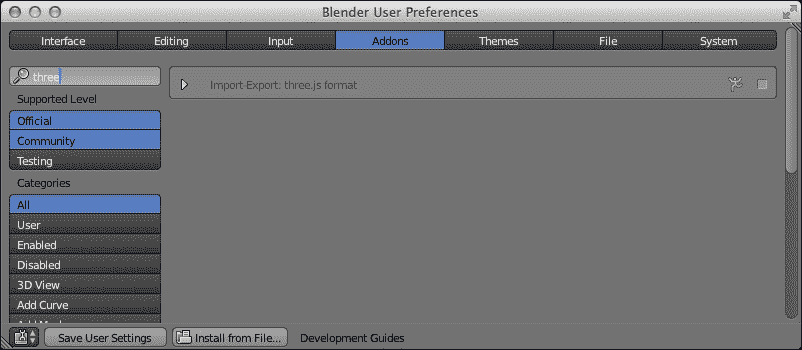 Blender User Preferences
Interface Editing Input Addons Themes File System
three
Import-Export: three.js format
Supported Level
Official
Community
Testing
Categories
All
User
Enabled
Disabled
3D View
Add Curve
Save User Settings Install from File... Development Guides